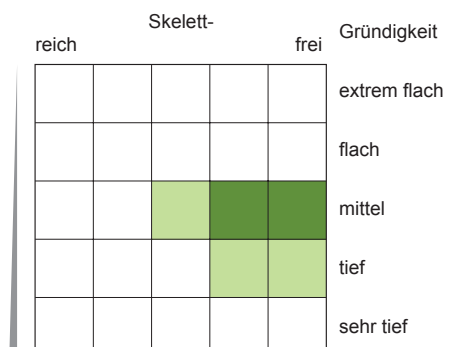 Skelett-
reich frei
Gründigkeit
extrem flach
flach
mittel
tief
sehr tief